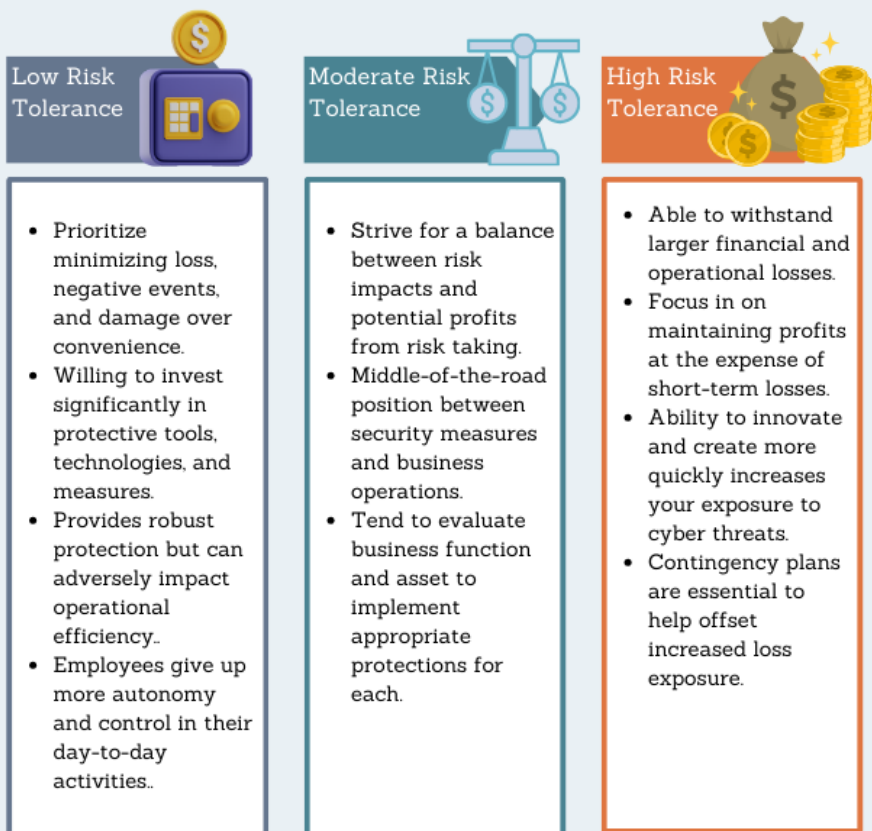 Low Risk
Tolerance
• Prioritize
minimizing loss,
negative events,
and damage over
convenience.
• Willing to invest
significantly in
protective tools,
technologies, and
measures.
• Provides robust
protection but can
adversely impact
operational
efficiency..
• Employees give up
more autonomy
and control in their
day-to-day
activities..
Moderate Risk
Tolerance
• Strive for a balance
between risk
impacts and
potential profits
from risk taking.
• Middle-of-the-road
position between
security measures
and business
operations.
• Tend to evaluate
business function
and asset to
implement
appropriate
protections for
each.
High Risk
Tolerance
• Able to withstand
larger financial and
operational losses.
• Focus in on
maintaining profits
at the expense of
short-term losses.
• Ability to innovate
and create more
quickly increases
your exposure to
cyber threats.
• Contingency plans
are essential to
help offset
increased loss
exposure.